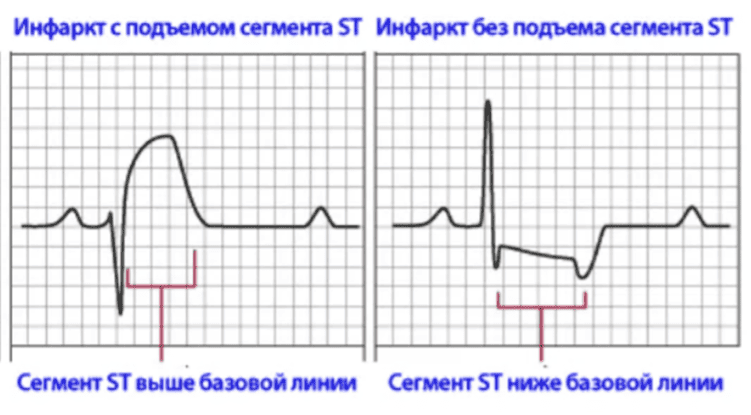 Инфаркт с подъемом сегмента ST
Инфаркт без подъема сегмента ST
Сегмент ST выше базовой линии
Сегмент ST ниже базовой линии